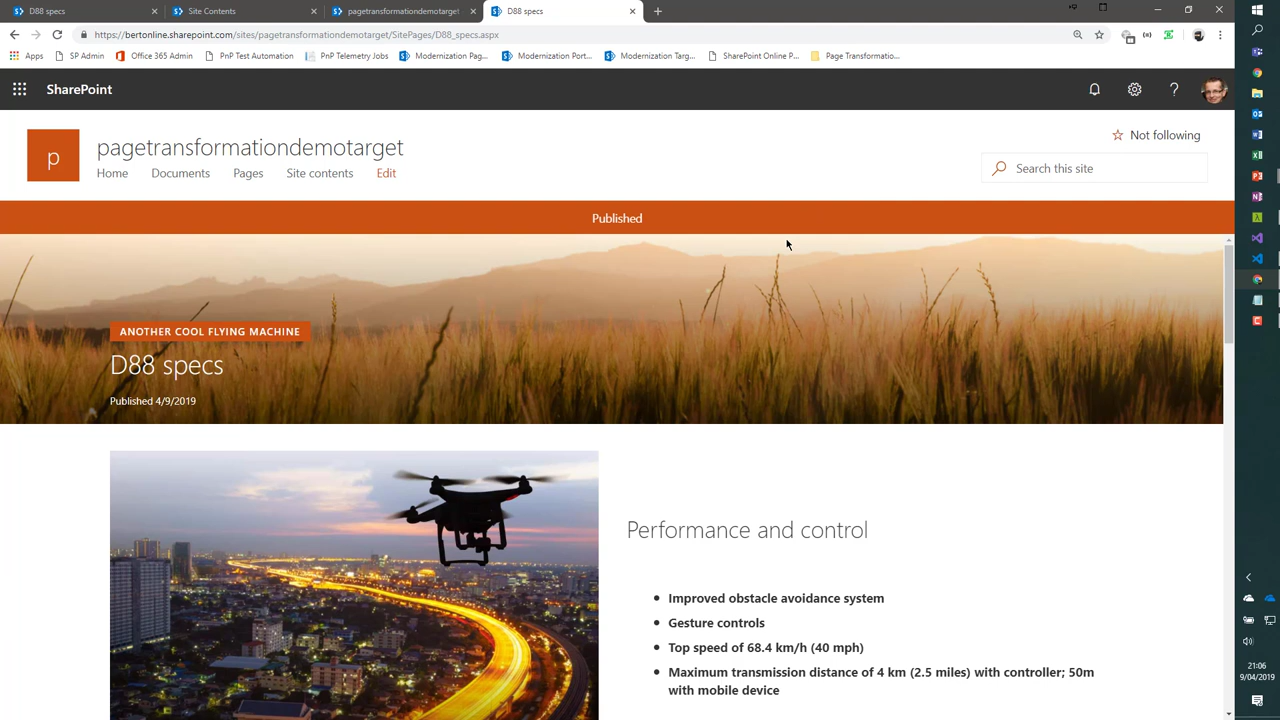 D88 specs
Site Contents
pagetransformationdemotarget
D88 specs
https://bertonline.sharepoint.com/sites/pagetransformationdemotarget/SitePages/D88_specs.aspx
Apps
SP Admin
Office 365 Admin
PnP Test Automation
PnP Telemetry Jobs
Modernization Pag...
Modernization Port...
Modernization Targ...
SharePoint Online P...
Page Transformatio...
SharePoint
p
pagetransformationdemotarget
Not following
Home
Documents
Pages
Site contents
Edit
Search this site
Published
ANOTHER COOL FLYING MACHINE
D88 specs
Published 4/9/2019
Performance and control
Improved obstacle avoidance system
Gesture controls
Top speed of 68.4 km/h (40 mph)
Maximum transmission distance of 4 km (2.5 miles) with controller; 50m
with mobile device
21:06
9/04/2019